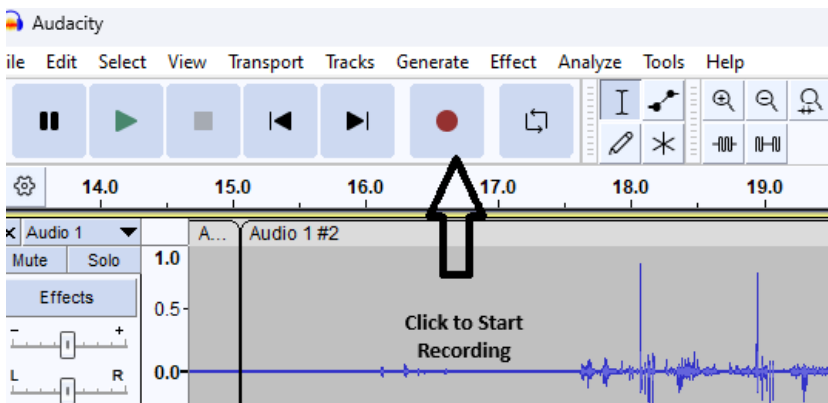 Audacity
ile Edit Select View Transport Tracks Generate Effect Analyze Tools Help
14.0 15.0 16.0 17.0 18.0 19.0
Audio 1 A... Audio 1 #2
Mute Solo 1.0
Effects
0.5
Click to Start
Recording
- +
0.0
L R